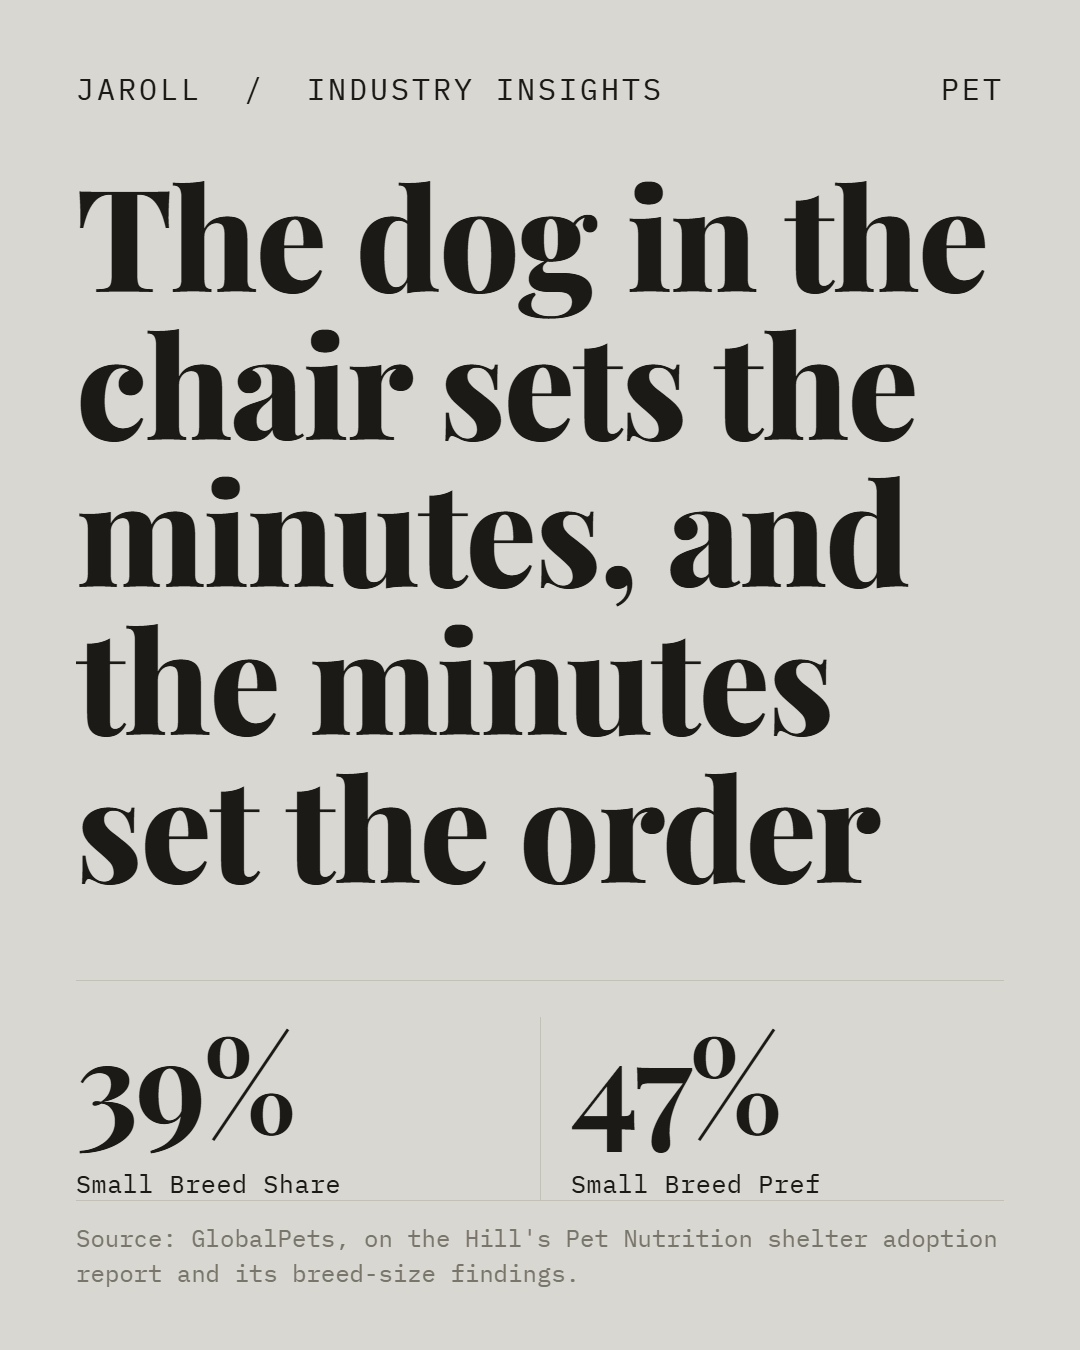 JAROLL / INDUSTRY INSIGHTS PET
The dog in the
chair sets the
minutes, and
the minutes
set the order
39% 47%
Small Breed Share Small Breed Pref
Source: GlobalPets, on the Hill's Pet Nutrition shelter adoption
report and its breed-size findings.